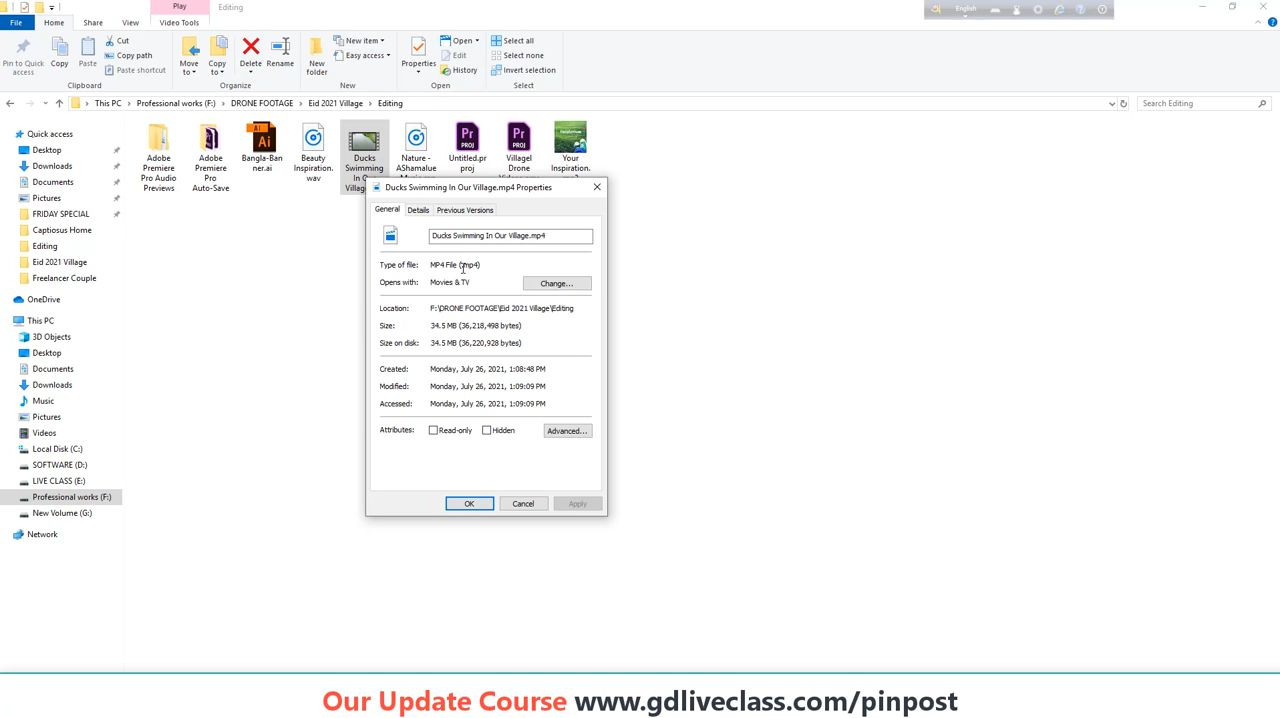 Play
Editing
English
File
Home
Share
View
Video Tools
Pin to Quick access
Copy
Paste
Cut
Copy path
Paste shortcut
Clipboard
Move to
Copy to
Delete
Rename
Organize
New folder
New item
Easy access
New
Properties
Open
Edit
History
Open
Select all
Select none
Invert selection
Select
This PC
Professional works (F:)
DRONE FOOTAGE
Eid 2021 Village
Editing
Search Editing
Quick access
Desktop
Downloads
Documents
Pictures
FRIDAY SPECIAL
Captiosus Home
Editing
Eid 2021 Village
Freelancer Couple
OneDrive
This PC
3D Objects
Desktop
Documents
Downloads
Music
Pictures
Videos
Local Disk (C:)
SOFTWARE (D:)
LIVE CLASS (E:)
Professional works (F:)
New Volume (G:)
Network
Adobe Premiere Pro Audio Previews
Adobe Premiere Pro Auto-Save
Ai
Bangla-Banner.ai
Beauty Inspiration.wav
Ducks Swimming In Our
Nature - AShamalue
Pr
PROJ
Untitled.prproj
Pr
PROJ
Villagel Drone
Your Inspiration.
Ducks Swimming In Our Village.mp4 Properties
General
Details
Previous Versions
Ducks Swimming In Our Village.mp4
Type of file: MP4 File (.mp4)
Opens with: Movies & TV
Change...
Location: F:\DRONE FOOTAGE\Eid 2021 Village\Editing
Size: 34.5 MB (36,218,498 bytes)
Size on disk: 34.5 MB (36,220,928 bytes)
Created: Monday, July 26, 2021, 1:08:48 PM
Modified: Monday, July 26, 2021, 1:09:09 PM
Accessed: Monday, July 26, 2021, 1:09:09 PM
Attributes: Read-only Hidden
Advanced...
OK
Cancel
Apply
Our Update Course www.gdliveclass.com/pinpost